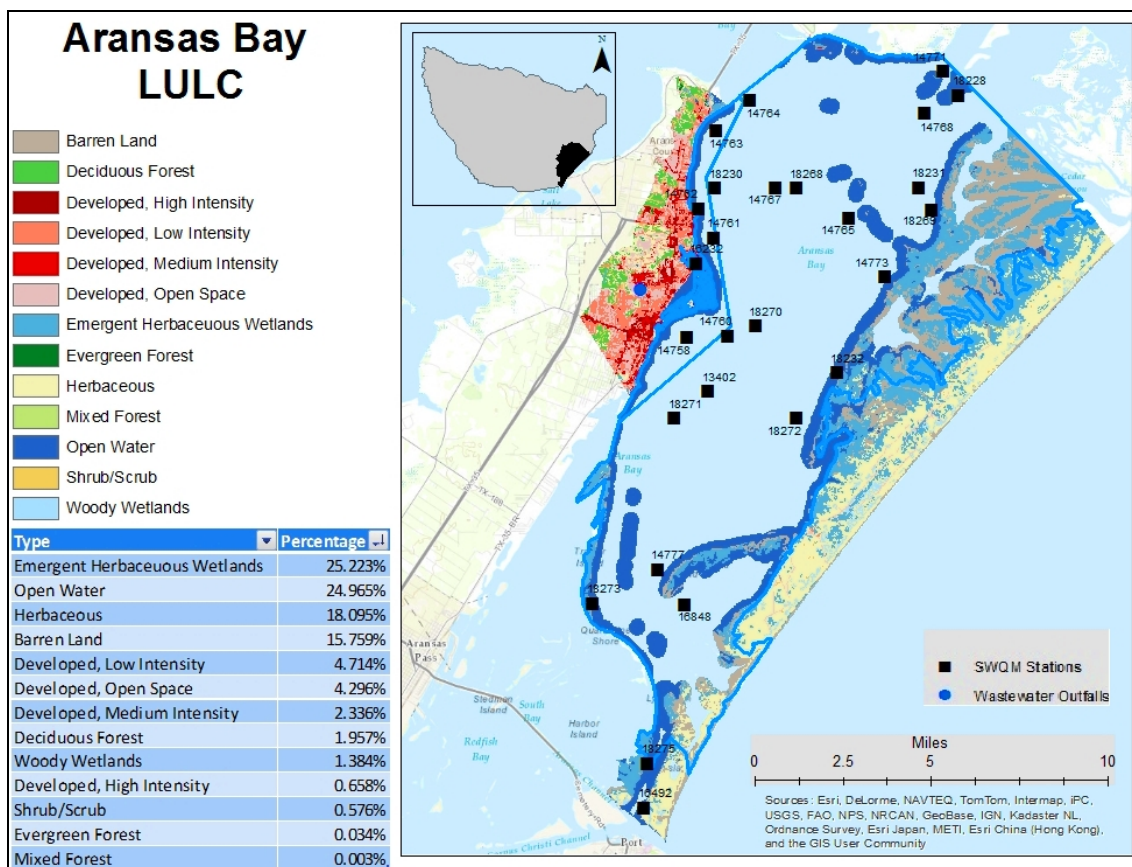 Aransas Bay
LULC
Barren Land
Deciduous Forest
Developed, High Intensity
Developed, Low Intensity
Developed, Medium Intensity
Developed, Open Space
Emergent Herbaceuous Wetlands
Evergreen Forest
Herbaceous
Mixed Forest
Open Water
Shrub/Scrub
Woody Wetlands
Type Percentage
Emergent Herbaceuous Wetlands 25.223%
Open Water 24.965%
Herbaceous 18.095%
Barren Land 15.759%
Developed, Low Intensity 4.714%
Developed, Open Space 4.296%
Developed, Medium Intensity 2.336%
Deciduous Forest 1.957%
Woody Wetlands 1.384%
Developed, High Intensity 0.658%
Shrub/Scrub 0.576%
Evergreen Forest 0.034%
Mixed Forest 0.003%
N
14771
18228
14764
14768
14763
18230
14767
18268
18231
14761
14765
18269
Aransas
Bay
14773
18270
14760
14758
18232
13402
18271
18272
Aransas
Bay
14777
18273
16848
Shore
Aransas
Pass
Stedman
Island
South
Bay
Harbor
Island
Redfish
Bay
18275
16492
Port
SWQM Stations
Wastewater Outfalls
Miles
0 2.5 5 10
Sources: Esri, DeLorme, NAVTEQ, TomTom, Intermap, iPC,
USGS, FAO, NPS, NRCAN, GeoBase, IGN, Kadaster NL,
Ordnance Survey, Esri Japan, METI, Esri China (Hong Kong),
and the GIS User Community